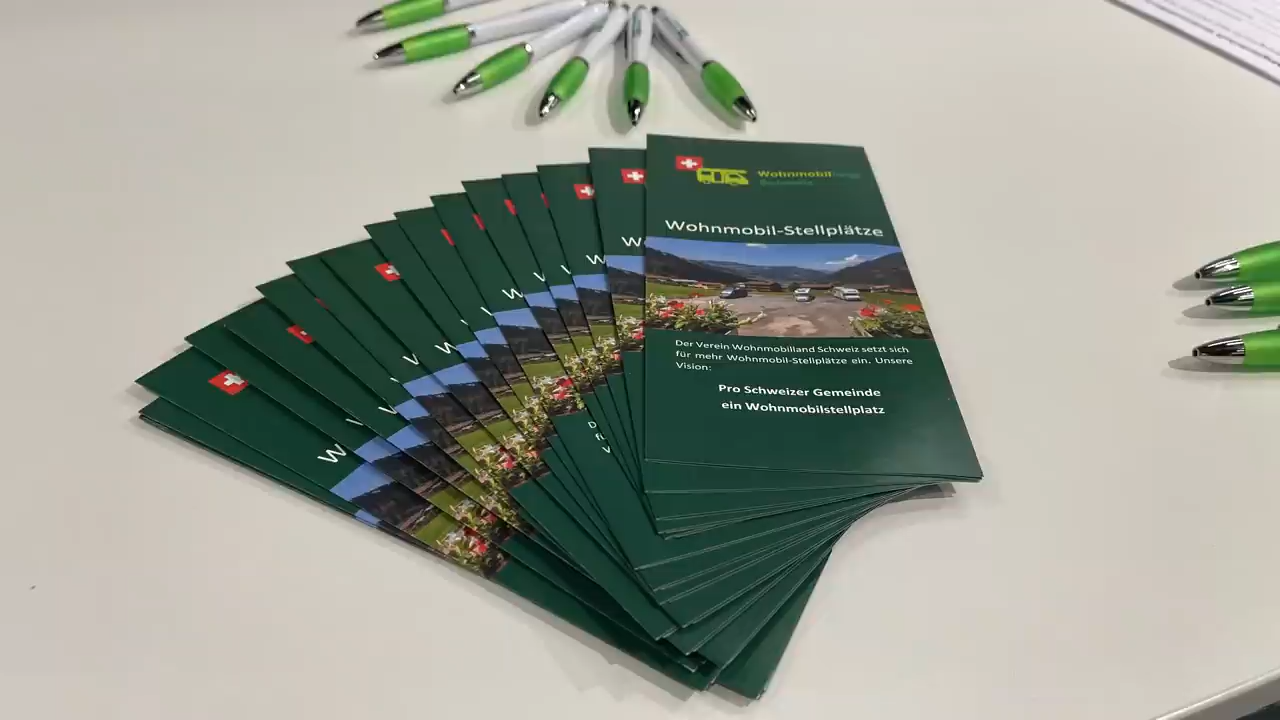 Wohnmobilland
Schweiz
Wohnmobil-Stellplätze
Der Verein Wohnmobilland Schweiz setzt sich
für mehr Wohnmobil-Stellplätze ein. Unsere
Vision:
Pro Schweizer Gemeinde
ein Wohnmobilstellplatz